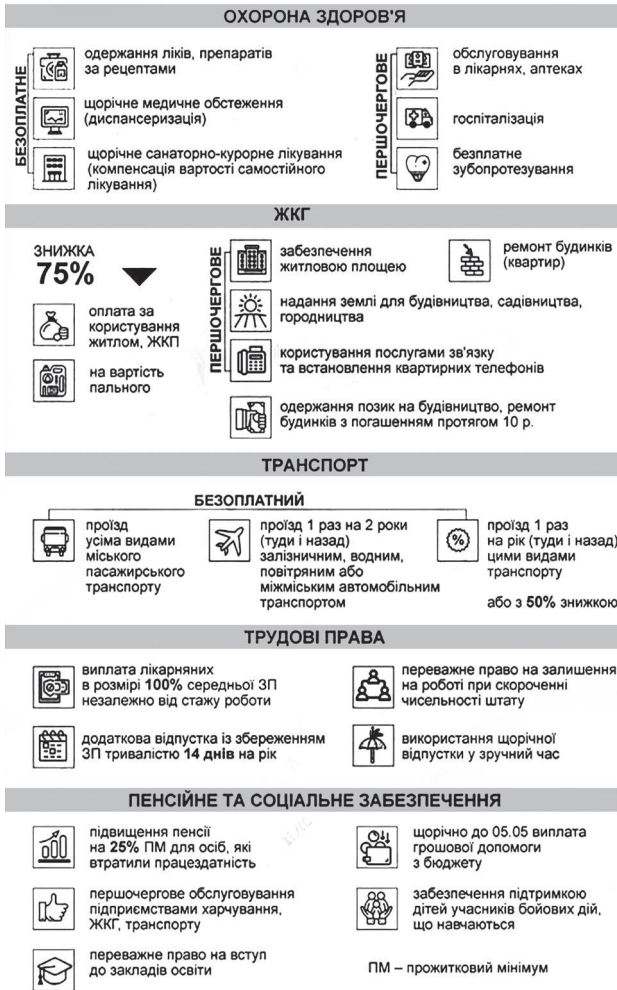 ОХОРОНА ЗДОРОВ'Я
БЕЗОПЛАТНЕ
одержання ліків, препаратів
за рецептами
щорічне медичне обстеження
(диспансеризація)
щорічне санаторно-курорне лікування
(компенсація вартості самостійного
лікування)
ПЕРШОЧЕРГОВЕ
обслуговування
в лікарнях, аптеках
госпіталізація
безплатне
зубопротезування
ЖКГ
ЗНИЖКА
75%
оплата за
користування
житлом, ЖКП
на вартість
пального
ПЕРШОЧЕРГОВЕ
забезпечення
житловою площею
ремонт будинків
(квартир)
надання землі для будівництва, садівництва,
городництва
користування послугами зв'язку
та встановлення квартирних телефонів
одержання позик на будівництво, ремонт
будинків з погашенням протягом 10 р.
ТРАНСПОРТ
БЕЗОПЛАТНИЙ
проїзд
усіма видами
міського
пасажирського
транспорту
проїзд 1 раз на 2 роки
(туди і назад)
залізничним, водним,
повітряним або
міжміським автомобільним
транспортом
%
проїзд 1 раз
на рік (туди і назад)
цими видами
транспорту
або з 50% знижкою
ТРУДОВІ ПРАВА
виплата лікарняних
в розмірі 100% середньої ЗП
незалежно від стажу роботи
переважне право на залишення
на роботі при скороченні
чисельності штату
додаткова відпустка із збереженням
ЗП тривалістю 14 днів на рік
використання щорічної
відпустки у зручний час
ПЕНСІЙНЕ ТА СОЦІАЛЬНЕ ЗАБЕЗПЕЧЕННЯ
підвищення пенсії
на 25% ПМ для осіб, які
втратили працездатність
щорічно до 05.05 виплата
грошової допомоги
з бюджету
першочергове обслуговування
підприємствами харчування,
ЖКГ, транспорту
забезпечення підтримкою
дітей учасників бойових дій,
що навчаються
переважне право на вступ
до закладів освіти
ПМ – прожитковий мінімум